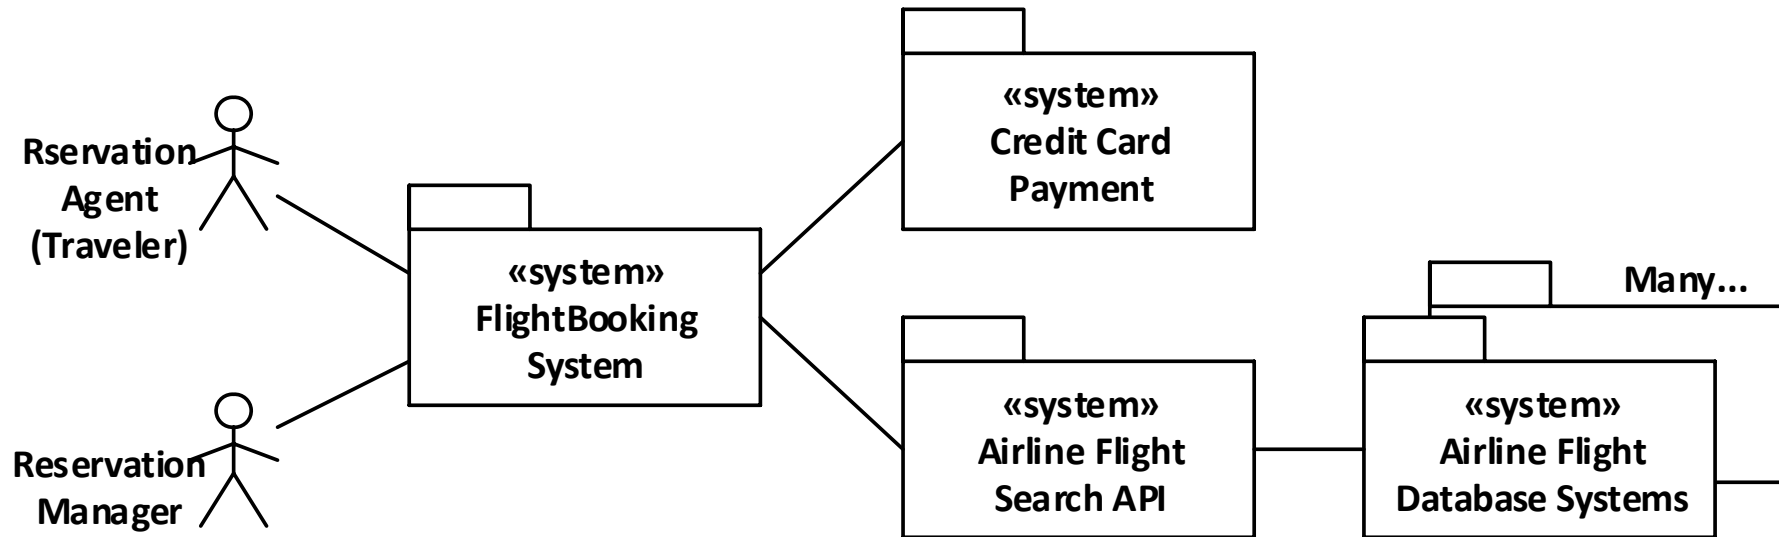 Rservation
Agent
(Traveler)
Reservation
Manager
«system»
FlightBooking
System
«system»
Credit Card
Payment
«system»
Airline Flight
Search API
Many...
«system»
Airline Flight
Database Systems